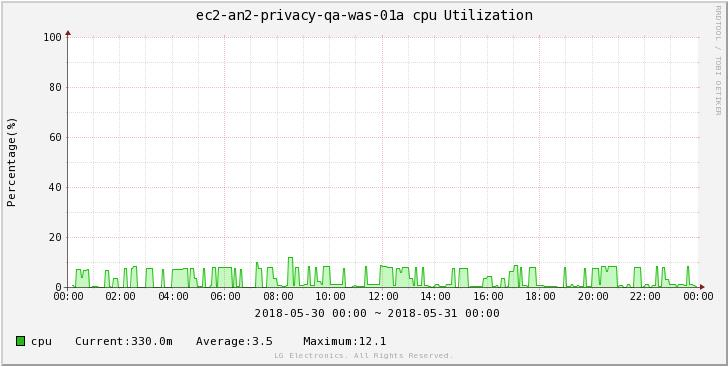 ec2-an2-privacy-qa-was-01a cpu Utilization
RRDTOOL / TOBI OETIKER
Percentage(%)
100
80
60
40
20
0
00:00 02:00 04:00 06:00 08:00 10:00 12:00 14:00 16:00 18:00 20:00 22:00 00:00
2018-05-30 00:00 ~ 2018-05-31 00:00
cpu Current:330.0m Average:3.5 Maximum:12.1
LG Electronics. All Rights Reserved.